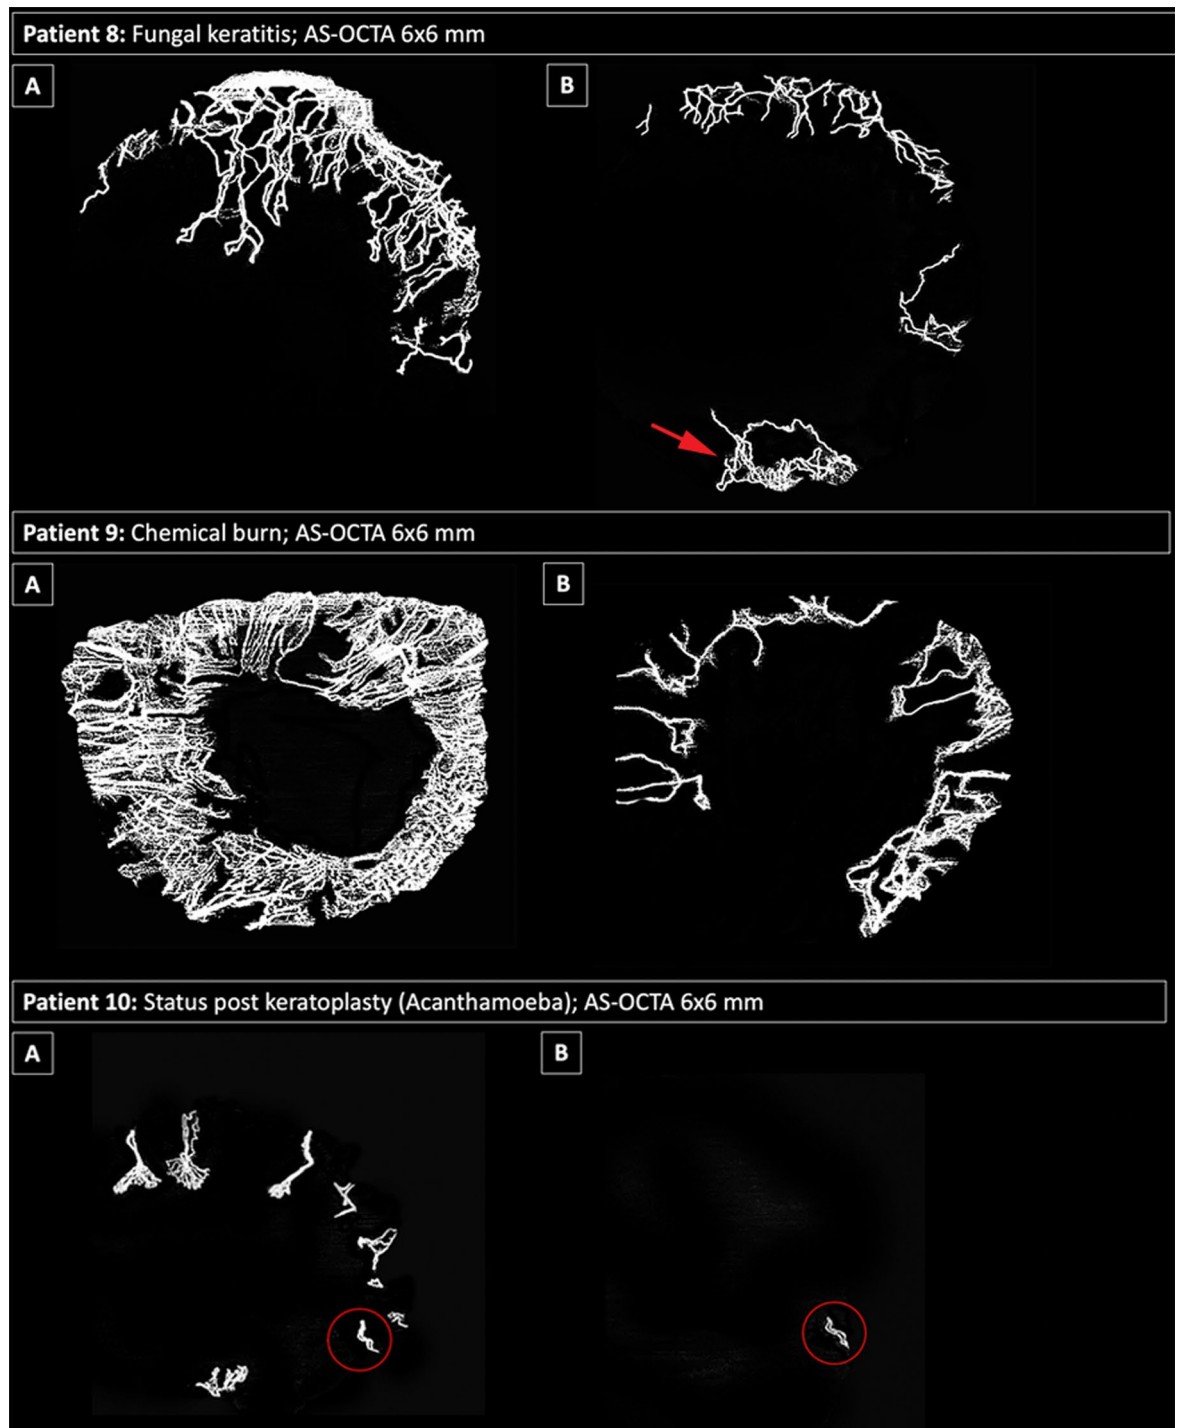 Patient 8: Fungal keratitis; AS-OCTA 6x6 mm
A
B
Patient 9: Chemical burn; AS-OCTA 6x6 mm
A
B
Patient 10: Status post keratoplasty (Acanthamoeba); AS-OCTA 6x6 mm
A
B